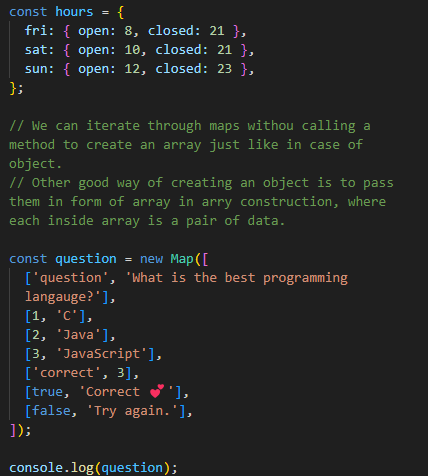 const hours = {
  fri: { open: 8, closed: 21 },
  sat: { open: 10, closed: 21 },
  sun: { open: 12, closed: 23 },
};

// We can iterate through maps withou calling a
method to create an array just like in case of
object.
// Other good way of creating an object is to pass
them in form of array in arry construction, where
each inside array is a pair of data.

const question = new Map([
  ['question', 'What is the best programming
  langauge?'],
  [1, 'C'],
  [2, 'Java'],
  [3, 'JavaScript'],
  ['correct', 3],
  [true, 'Correct 💕'],
  [false, 'Try again.'],
]);

console.log(question);